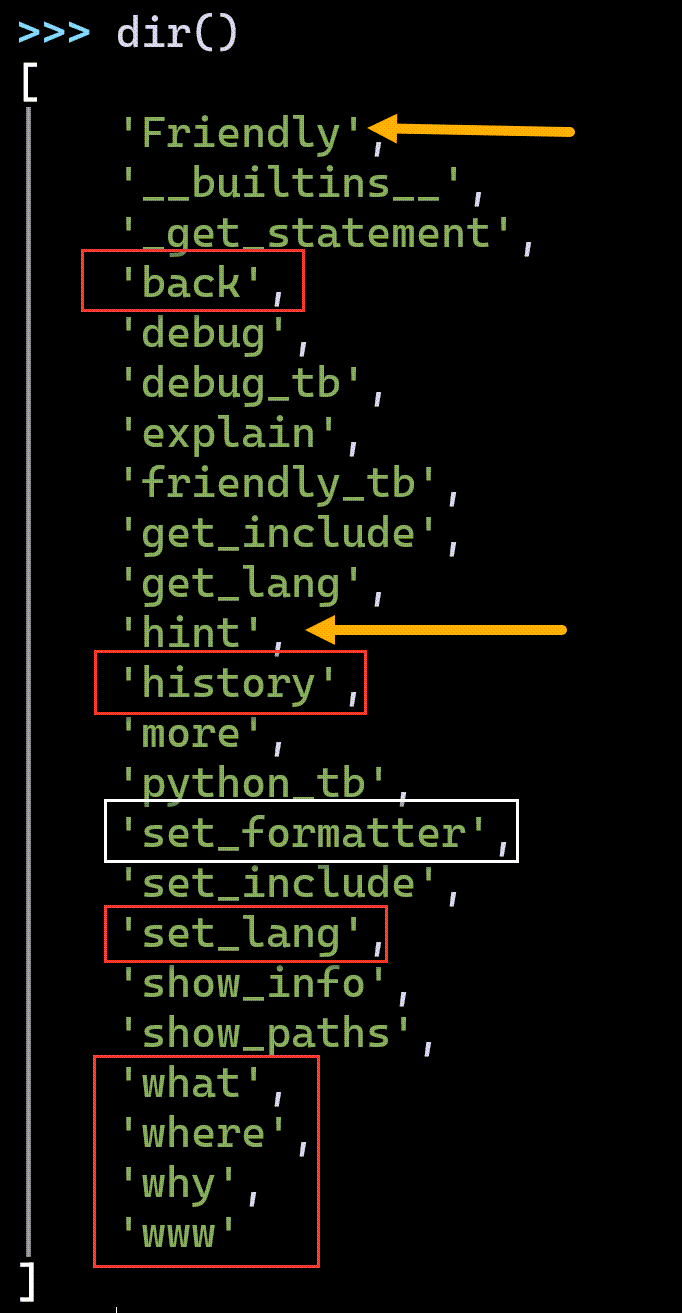 >>> dir()
[
'Friendly',
'__builtins__',
'_get_statement',
'back',
'debug',
'debug_tb',
'explain',
'friendly_tb',
'get_include',
'get_lang',
'hint',
'history',
'more',
'python_tb',
'set_formatter',
'set_include',
'set_lang',
'show_info',
'show_paths',
'what',
'where',
'why',
'www'
]